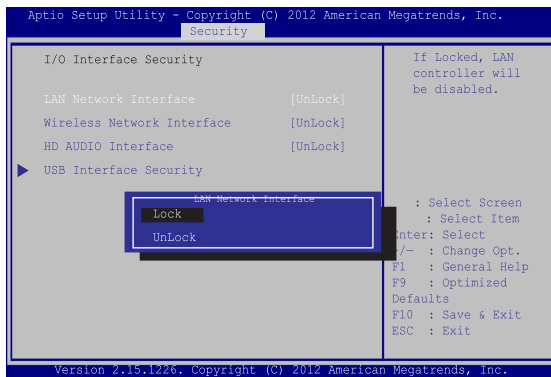 Aptio Setup Utility - Copyright (C) 2012 American Megatrends, Inc.
Security
I/O Interface Security
LAN Network Interface [UnLock]
Wireless Network Interface [UnLock]
HD AUDIO Interface [UnLock]
USB Interface Security
If Locked, LAN
controller will
be disabled.
LAN Network Interface
Lock
UnLock
: Select Screen
: Select Item
Enter: Select
+/— : Change Opt.
F1 : General Help
F9 : Optimized
Defaults
F10 : Save & Exit
ESC : Exit
Version 2.15.1226. Copyright (C) 2012 American Megatrends, Inc.